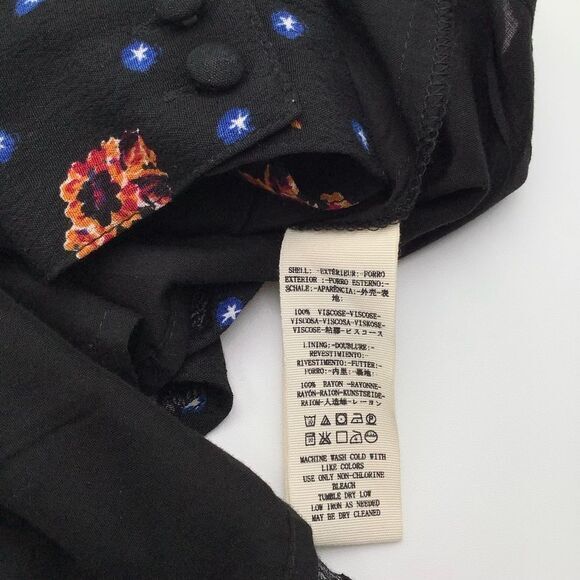 SHELL: -EXTÉRIEUR:-FORRO
EXTERIOR :-FORRO ESTERNO:-
SCHALE:-APARÊNCIA:-外壳-表
地:
100% VISCOSE-VISCOSE-
VISCOSA-VISCOSA-VISKOSE-
VISCOSE-粘膠-ビスコース
LINING:-DOUBLURE:-
REVESTIMIENTO:
RIVESTIMENTO:-FUTTER:-
FORRO:-内里:-裏地:
100% RAYON-RAYONNE-
RAYÓN-RAION-KUNSTSEIDE-
RAIOM-人造絲-レーヨン
MACHINE WASH COLD WITH
LIKE COLORS
USE ONLY NON-CHLORINE
BLEACH
TUMBLE DRY LOW
LOW IRON AS NEEDED
MAY BE DRY CLEANED